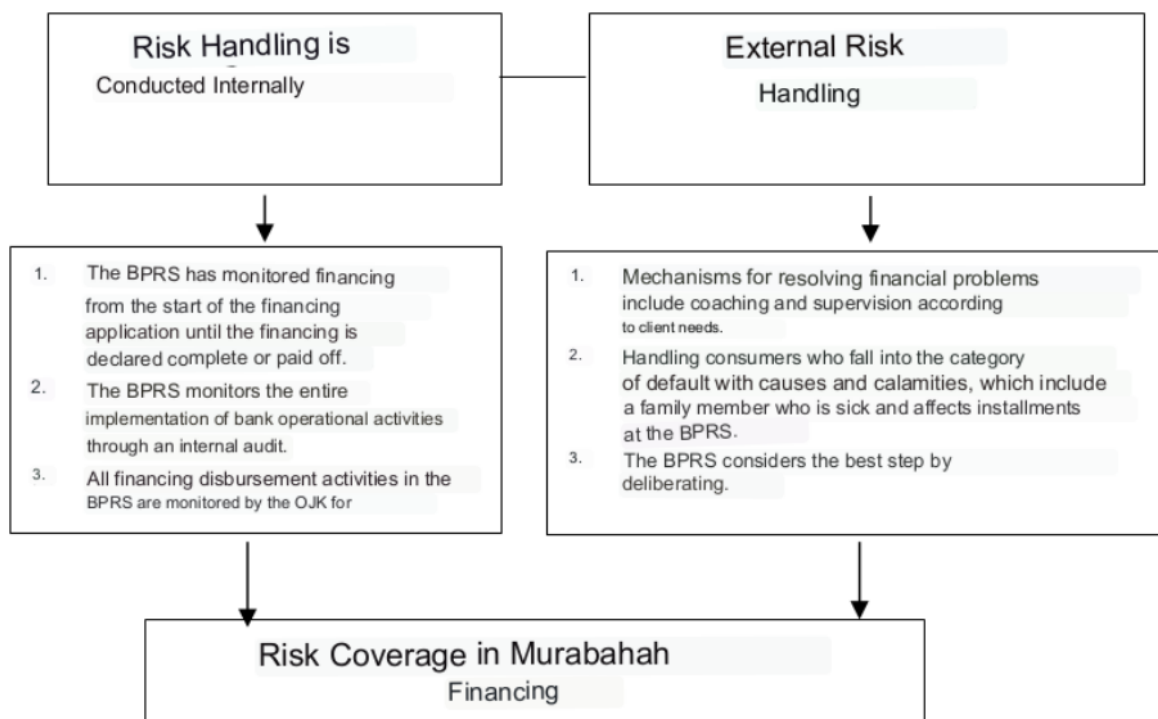 Risk Handling is
Conducted Internally
External Risk
Handling
1. The BPRS has monitored financing
from the start of the financing
application until the financing is
declared complete or paid off.
2. The BPRS monitors the entire
implementation of bank operational activities
through an internal audit.
3. All financing disbursement activities in the
BPRS are monitored by the OJK for
1. Mechanisms for resolving financial problems
include coaching and supervision according
to client needs.
2. Handling consumers who fall into the category
of default with causes and calamities, which include
a family member who is sick and affects installments
at the BPRS.
3. The BPRS considers the best step by
deliberating.
Risk Coverage in Murabahah
Financing